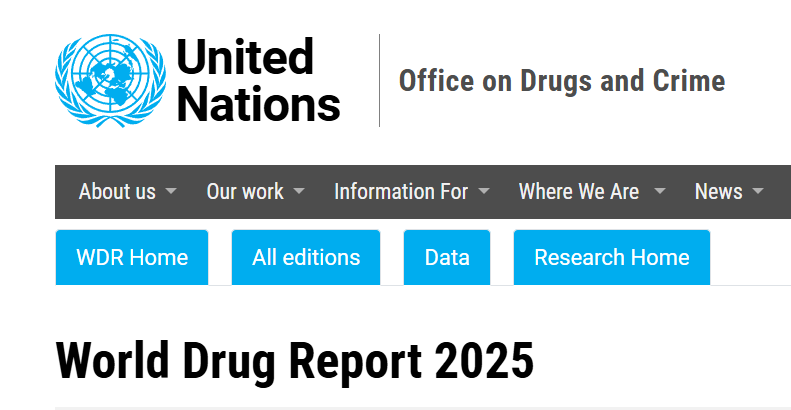 United
Nations
Office on Drugs and Crime
About us Our work Information For Where We Are News
WDR Home All editions Data Research Home
World Drug Report 2025